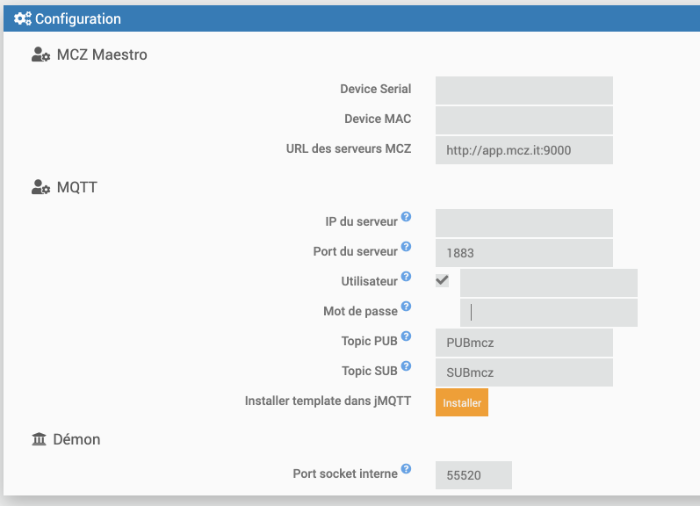 Configuration
MCZ Maestro
Device Serial
Device MAC
URL des serveurs MCZ http://app.mcz.it:9000
MQTT
IP du serveur ?
Port du serveur ? 1883
Utilisateur ?
Mot de passe ?
Topic PUB ? PUBmcz
Topic SUB ? SUBmcz
Installer template dans jMQTT Installer
Démon
Port socket interne ? 55520